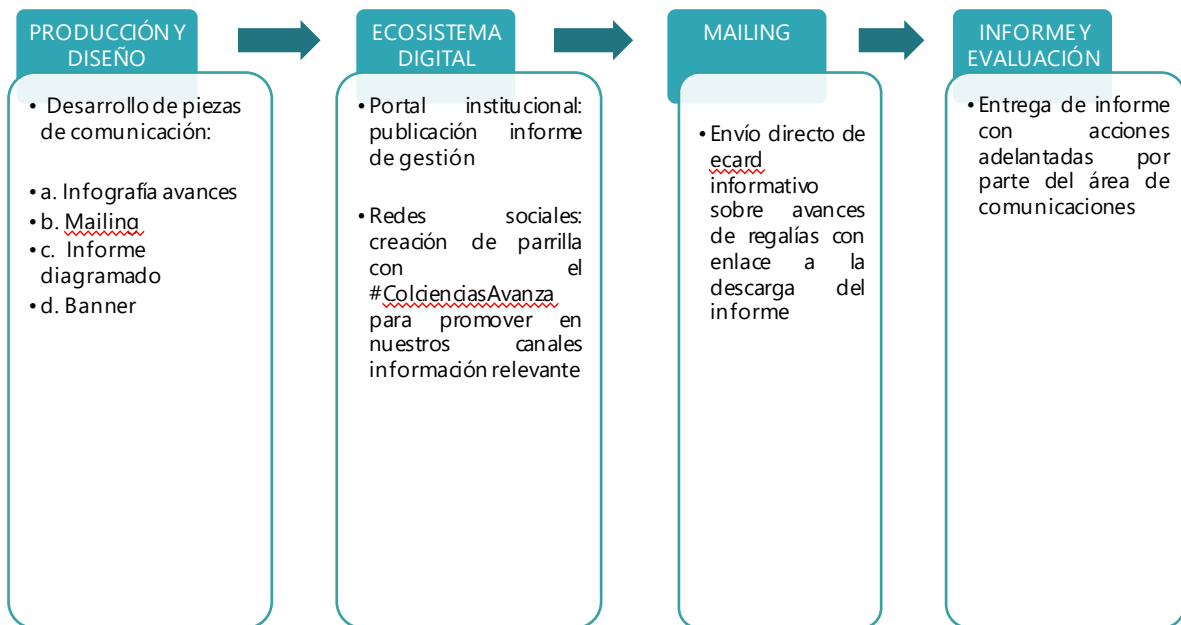 PRODUCCIÓN Y
DISEÑO
• Desarrollo de piezas
de comunicación:
• a. Infografía avances
• b. Mailing
• c. Informe
diagramado
• d. Banner
ECOSISTEMA
DIGITAL
• Portal institucional:
publicación informe
de gestión
• Redes sociales:
creación de parrilla
con el
#ColcienciasAvanza
para promover en
nuestros canales
información relevante
MAILING
• Envío directo de
ecard
informativo
sobre avances
de regalías con
enlace a la
descarga del
informe
INFORME Y
EVALUACIÓN
• Entrega de informe
con acciones
adelantadas por
parte del área de
comunicaciones